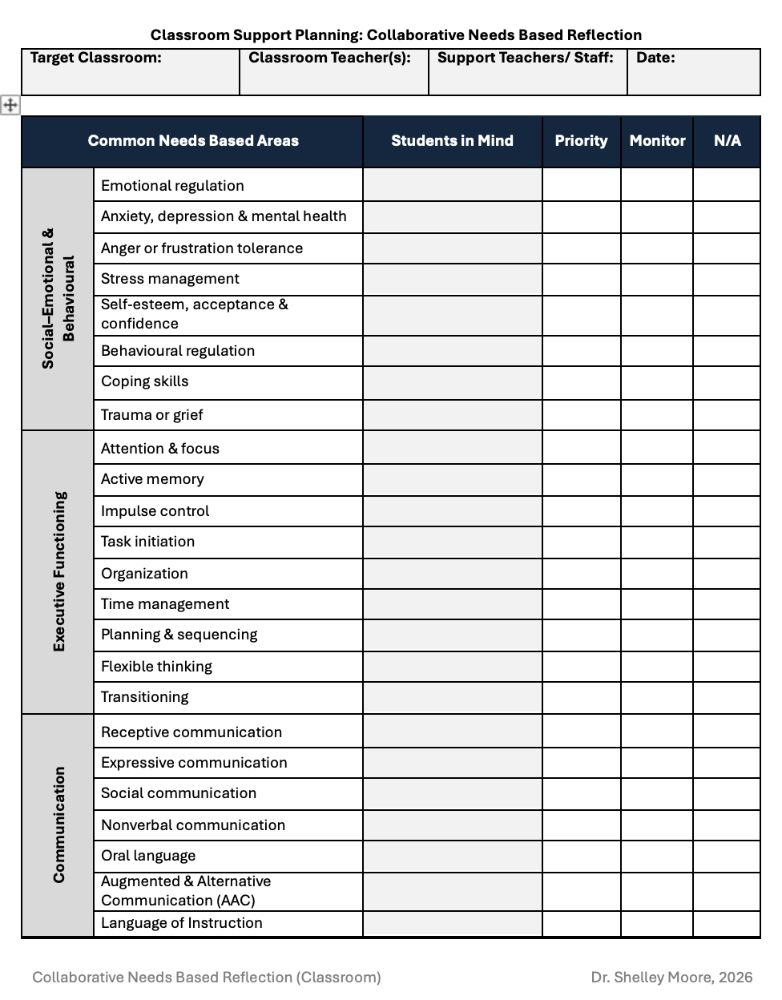 Classroom Support Planning: Collaborative Needs Based Reflection
Target Classroom:
Classroom Teacher(s):
Support Teachers/ Staff:
Date:
Common Needs Based Areas
Students in Mind
Priority
Monitor
N/A
Social–Emotional &
Behavioural
Emotional regulation
Anxiety, depression & mental health
Anger or frustration tolerance
Stress management
Self-esteem, acceptance &
confidence
Behavioural regulation
Coping skills
Trauma or grief
Executive Functioning
Attention & focus
Active memory
Impulse control
Task initiation
Organization
Time management
Planning & sequencing
Flexible thinking
Transitioning
Communication
Receptive communication
Expressive communication
Social communication
Nonverbal communication
Oral language
Augmented & Alternative
Communication (AAC)
Language of Instruction
Collaborative Needs Based Reflection (Classroom)
Dr. Shelley Moore, 2026